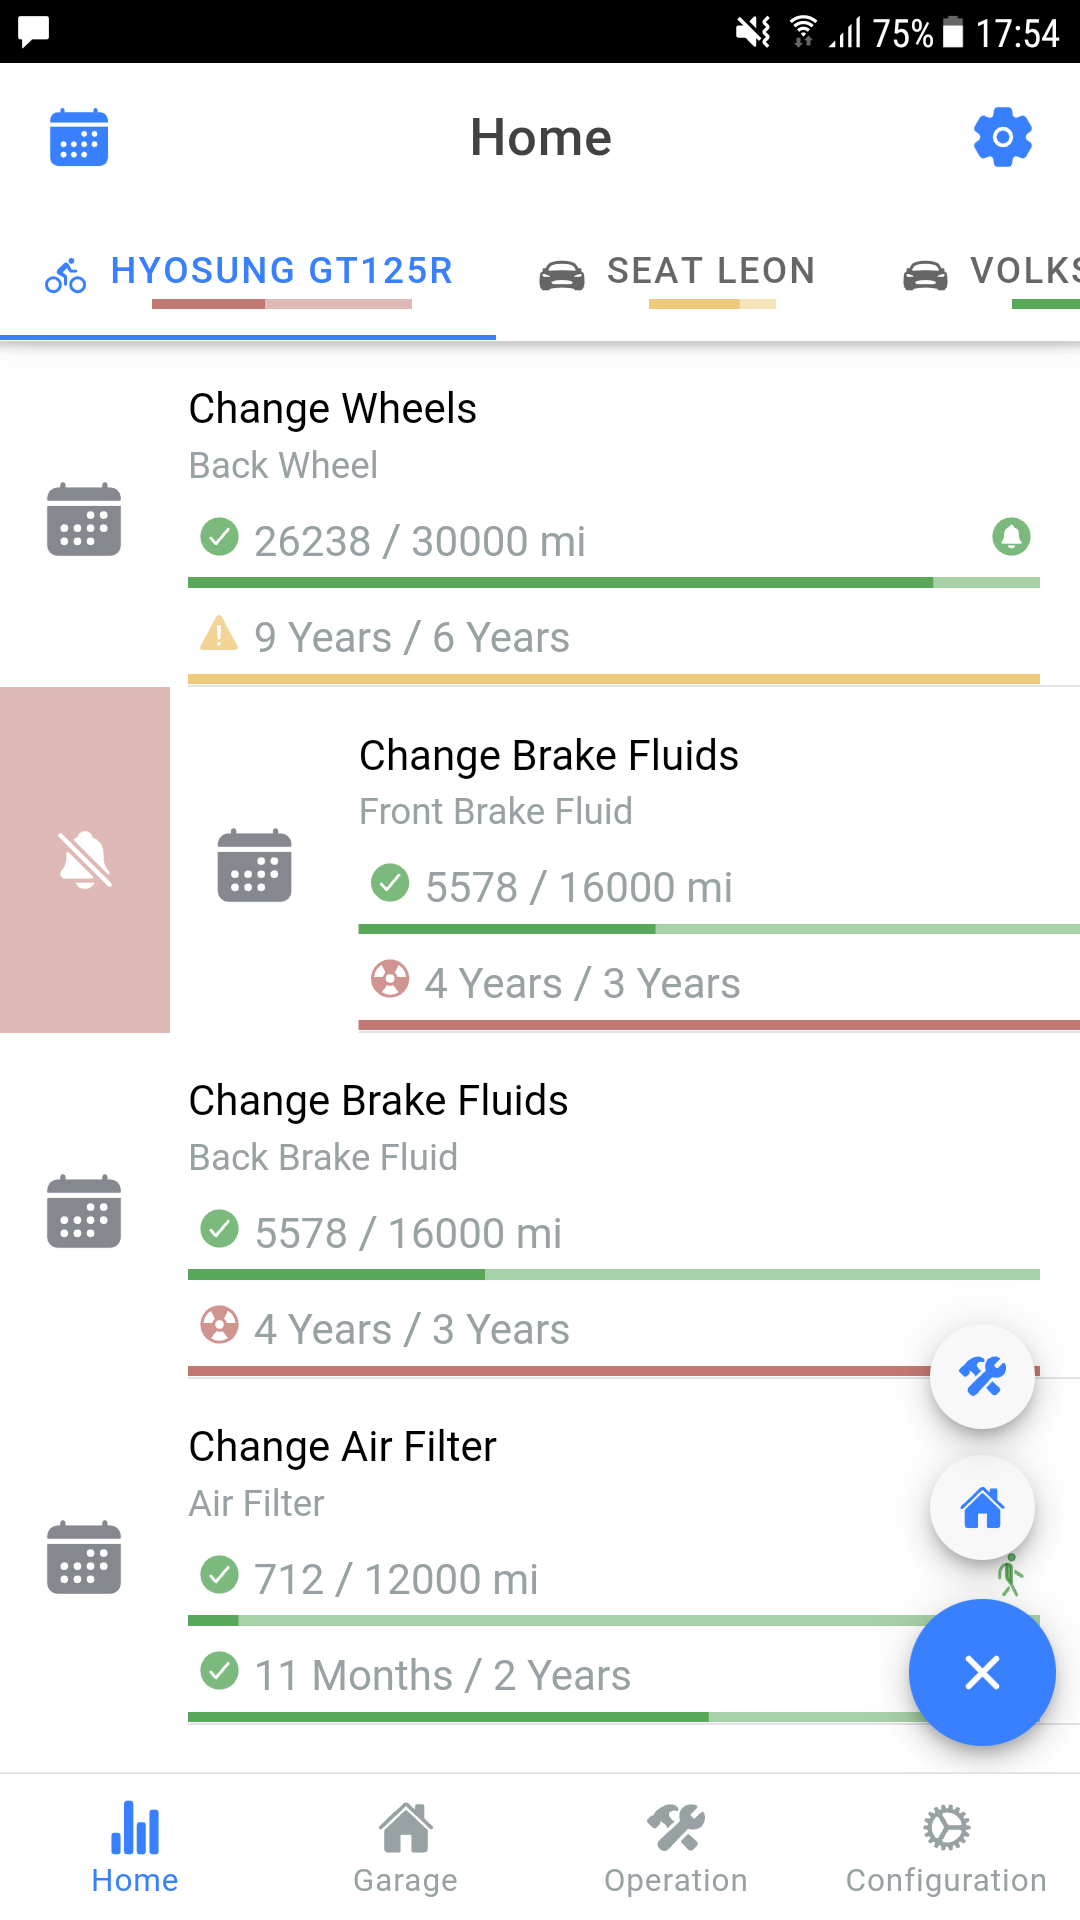 75% 17:54
Home
HYOSUNG GT125R SEAT LEON VOLKS
Change Wheels
Back Wheel
26238 / 30000 mi
9 Years / 6 Years
Change Brake Fluids
Front Brake Fluid
5578 / 16000 mi
4 Years / 3 Years
Change Brake Fluids
Back Brake Fluid
5578 / 16000 mi
4 Years / 3 Years
Change Air Filter
Air Filter
712 / 12000 mi
11 Months / 2 Years
Home Garage Operation Configuration